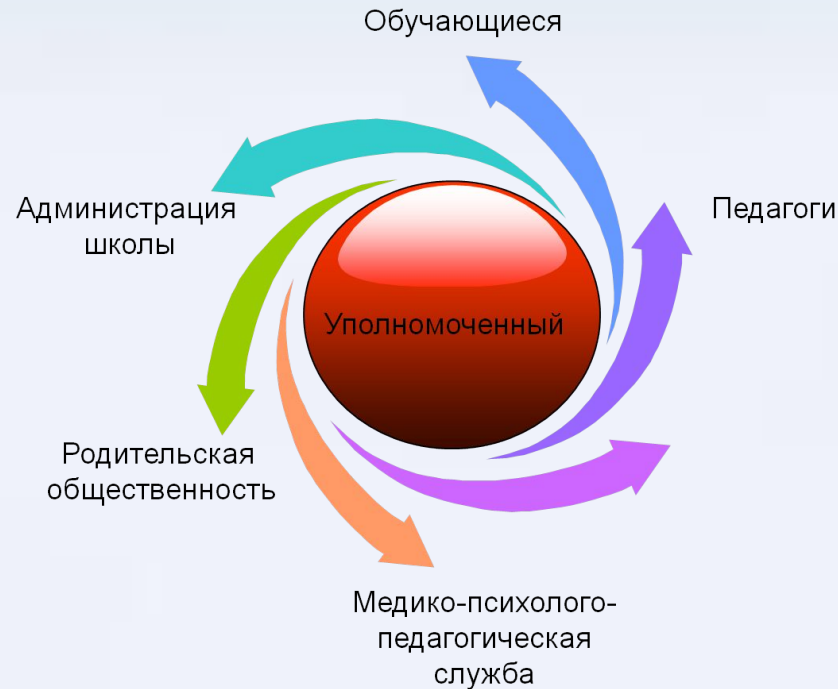 Обучающиеся
Администрация
школы
Педагоги
Уполномоченный
Родительская
общественность
Медико-психолого-
педагогическая
служба